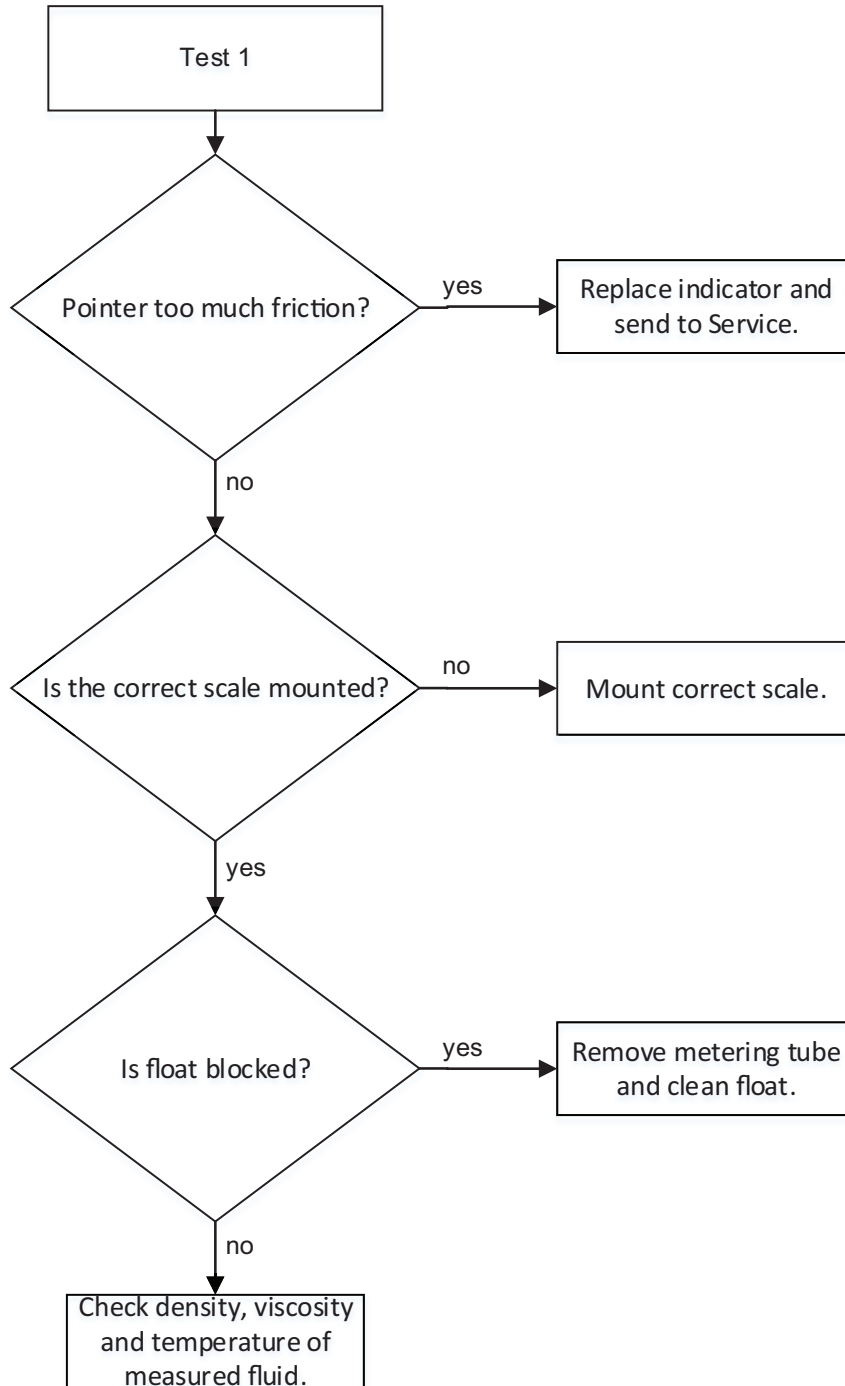 Test 1
Pointer too much friction?
yes
Replace indicator and
send to Service.
no
Is the correct scale mounted?
no
Mount correct scale.
yes
Is float blocked?
yes
Remove metering tube
and clean float.
no
Check density, viscosity
and temperature of
measured fluid.